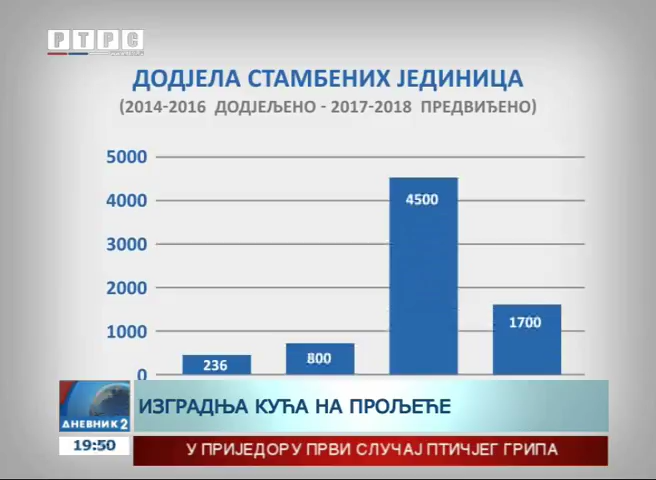 РТРС
ДОДЈЕЛА СТАМБЕНИХ ЈЕДИНИЦА
(2014-2016 ДОДЈЕЉЕНО - 2017-2018 ПРЕДВИЂЕНО)
5000
4000
3000
2000
1000
0
236
800
4500
1700
ДНЕВНИК 2
ИЗГРАДЊА КУЋА НА ПРОЉЕЋЕ
19:50
У ПРИЈЕДОРУ ПРВИ СЛУЧАЈ ПТИЧЈЕГ ГРИПА